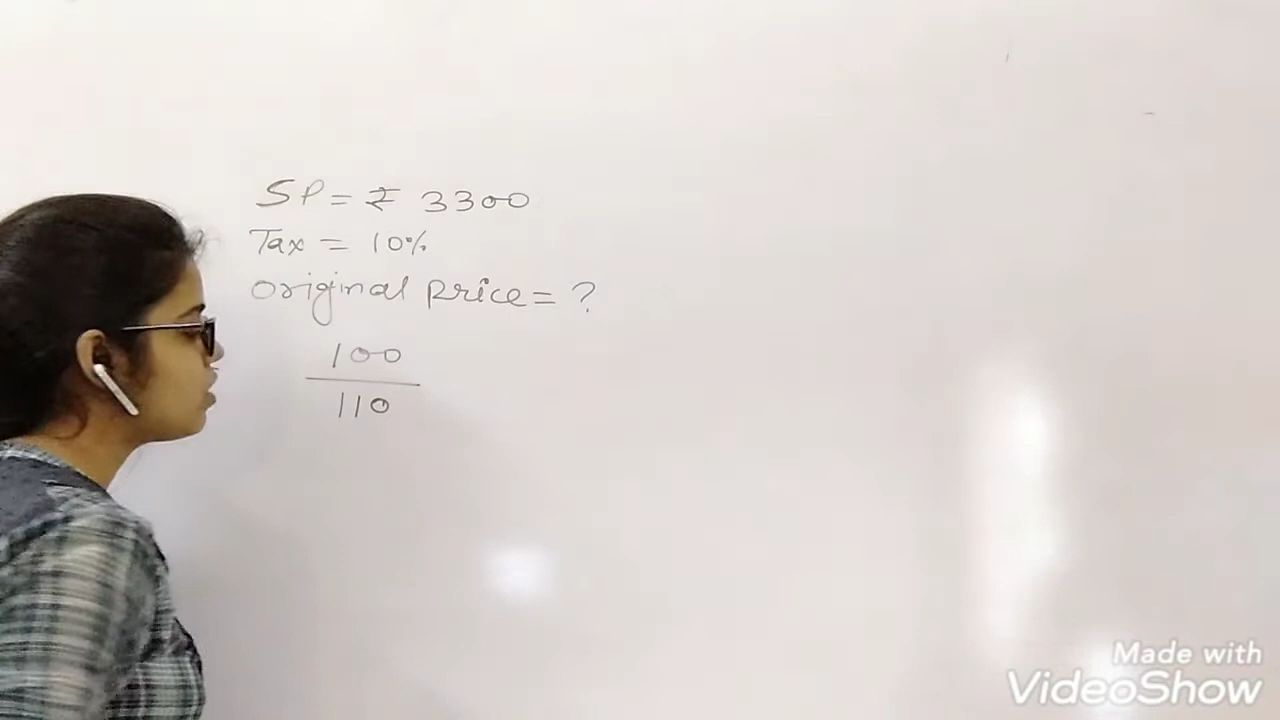 SP = ₹ 3300
Tax = 10%
Original Price = ?
100
110
Made with
VideoShow